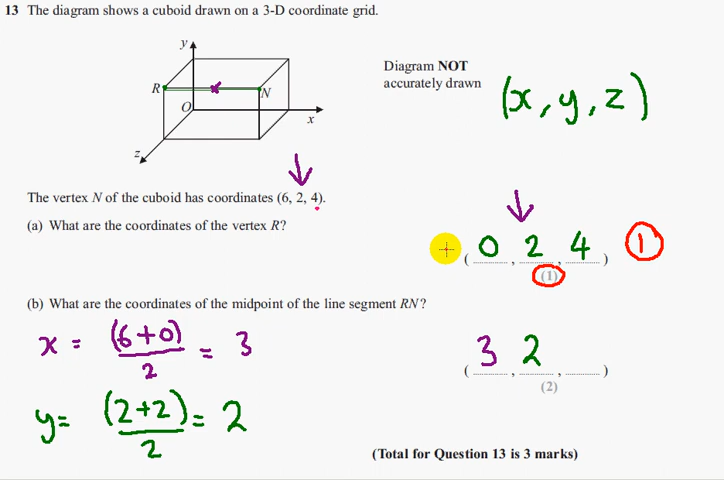 13 The diagram shows a cuboid drawn on a 3-D coordinate grid.
y
R
N
O
x
z
Diagram NOT
accurately drawn
(x, y, z)
The vertex N of the cuboid has coordinates (6, 2, 4).
(a) What are the coordinates of the vertex R?
( 0 , 2 , 4 ) 1
(1)
(b) What are the coordinates of the midpoint of the line segment RN?
x = (6+0)/2 = 3
( 3 , 2 , )
(2)
y = (2+2)/2 = 2
(Total for Question 13 is 3 marks)